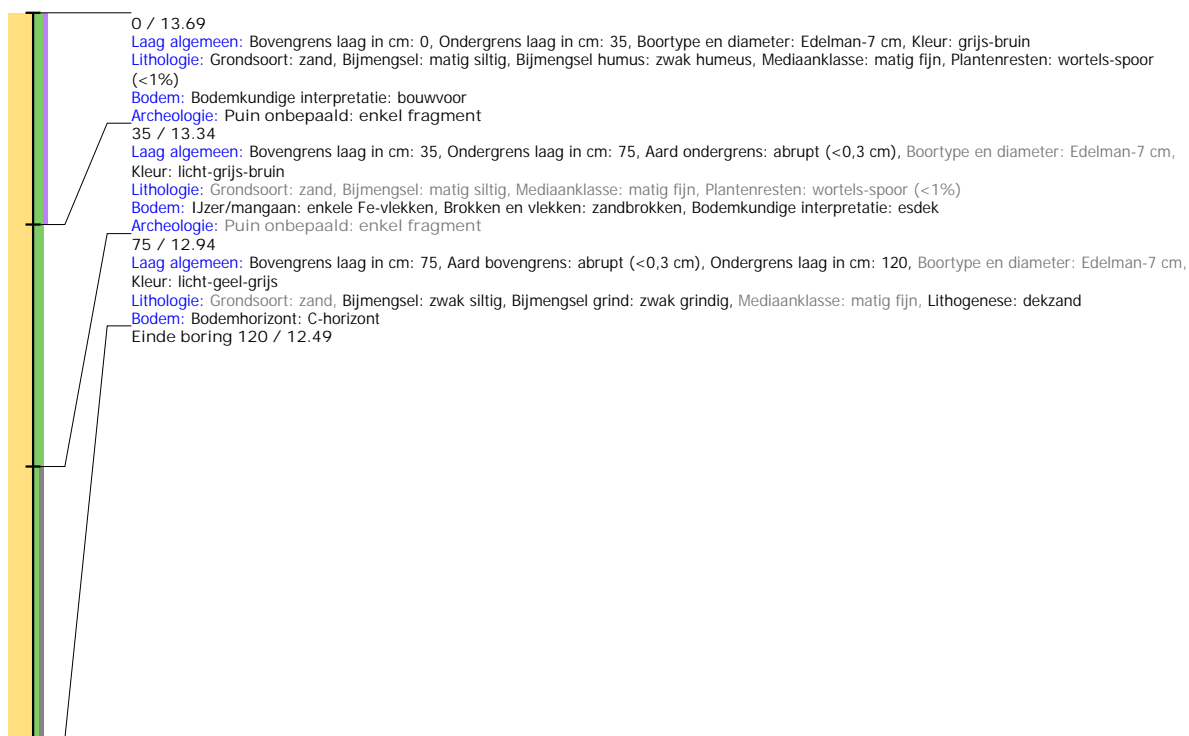 0 / 13.69
Laag algemeen: Bovengrens laag in cm: 0, Ondergrens laag in cm: 35, Boortype en diameter: Edelman-7 cm, Kleur: grijs-bruin
Lithologie: Grondsoort: zand, Bijmengsel: matig siltig, Bijmengsel humus: zwak humeus, Mediaanklasse: matig fijn, Plantenresten: wortels-spoor
(<1%)
Bodem: Bodemkundige interpretatie: bouwvoor
Archeologie: Puin onbepaald: enkel fragment
35 / 13.34
Laag algemeen: Bovengrens laag in cm: 35, Ondergrens laag in cm: 75, Aard ondergrens: abrupt (<0,3 cm), Boortype en diameter: Edelman-7 cm,
Kleur: licht-grijs-bruin
Lithologie: Grondsoort: zand, Bijmengsel: matig siltig, Mediaanklasse: matig fijn, Plantenresten: wortels-spoor (<1%)
Bodem: IJzer/mangaan: enkele Fe-vlekken, Brokken en vlekken: zandbrokken, Bodemkundige interpretatie: esdek
Archeologie: Puin onbepaald: enkel fragment
75 / 12.94
Laag algemeen: Bovengrens laag in cm: 75, Aard bovengrens: abrupt (<0,3 cm), Ondergrens laag in cm: 120, Boortype en diameter: Edelman-7 cm,
Kleur: licht-geel-grijs
Lithologie: Grondsoort: zand, Bijmengsel: zwak siltig, Bijmengsel grind: zwak grindig, Mediaanklasse: matig fijn, Lithogenese: dekzand
Bodem: Bodemhorizont: C-horizont
Einde boring 120 / 12.49